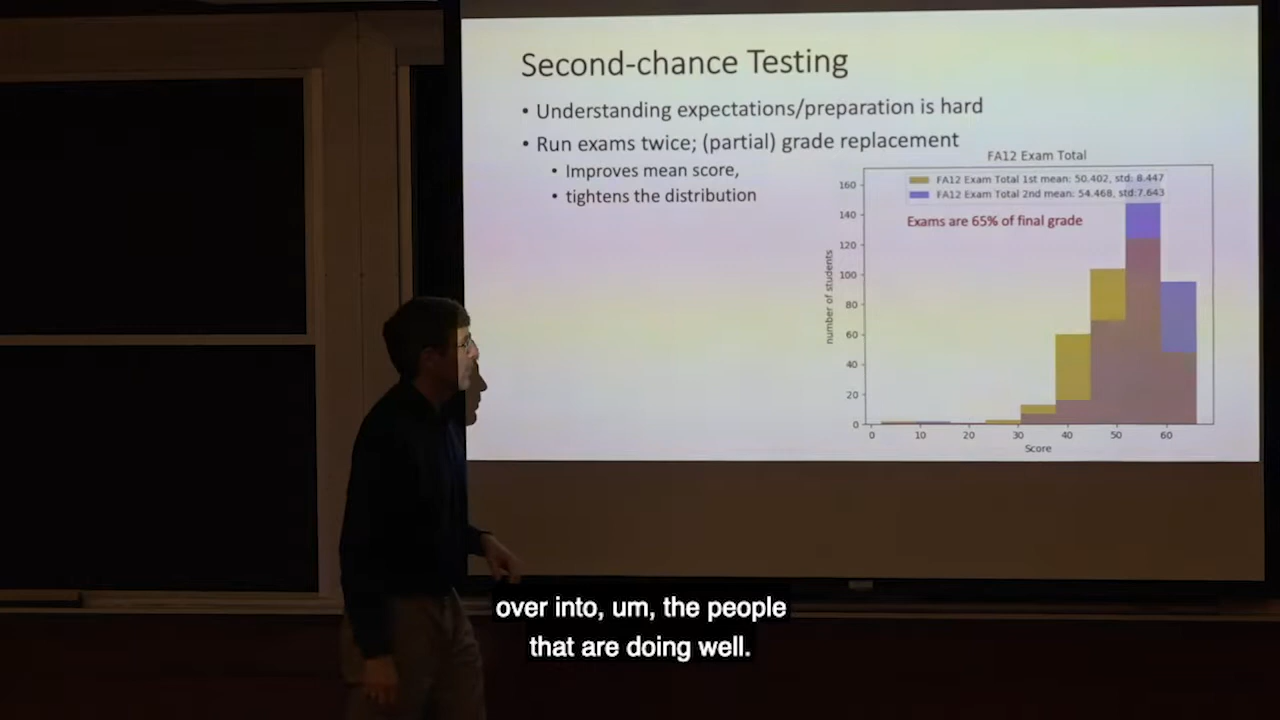 Second-chance Testing
• Understanding expectations/preparation is hard
• Run exams twice; (partial) grade replacement
• Improves mean score,
• tightens the distribution
FA12 Exam Total
FA12 Exam Total 1st mean: 50.402, std: 8.447
FA12 Exam Total 2nd mean: 54.468, std:7.643
Exams are 65% of final grade
number of students
160
140
120
100
80
60
40
20
0
0 10 20 30 40 50 60
Score
over into, um, the people
that are doing well.